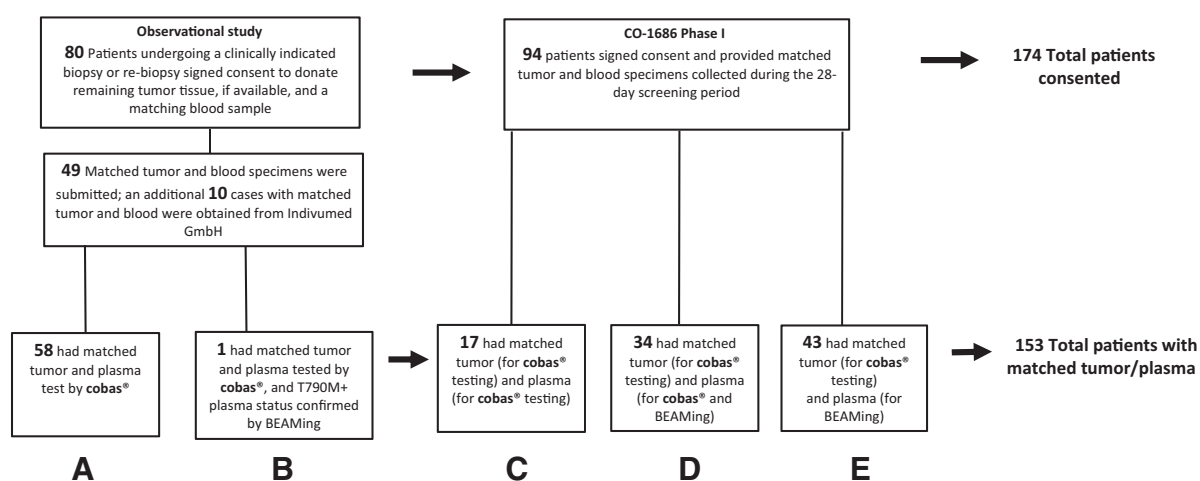 Observational study
80 Patients undergoing a clinically indicated
biopsy or re-biopsy signed consent to donate
remaining tumor tissue, if available, and a
matching blood sample
CO-1686 Phase I
94 patients signed consent and provided matched
tumor and blood specimens collected during the 28-
day screening period
174 Total patients
consented
49 Matched tumor and blood specimens were
submitted; an additional 10 cases with matched
tumor and blood were obtained from Indivumed
GmbH
58 had matched
tumor and plasma
test by cobas®
1 had matched tumor
and plasma tested by
cobas®, and T790M+
plasma status confirmed
by BEAMing
17 had matched
tumor (for cobas®
testing) and plasma
(for cobas® testing)
34 had matched
tumor (for cobas®
testing) and plasma
(for cobas® and
BEAMing)
43 had matched
tumor (for cobas®
testing)
and plasma (for
BEAMing)
153 Total patients with
matched tumor/plasma
A
B
C
D
E